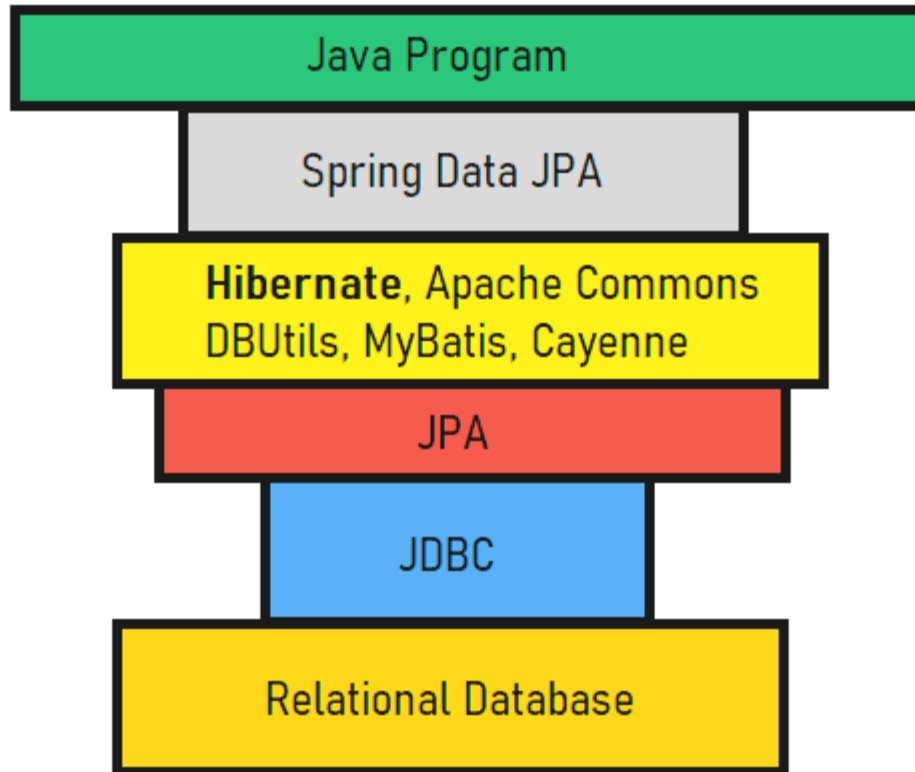 Java Program
Spring Data JPA
Hibernate, Apache Commons
DBUtils, MyBatis, Cayenne
JPA
JDBC
Relational Database